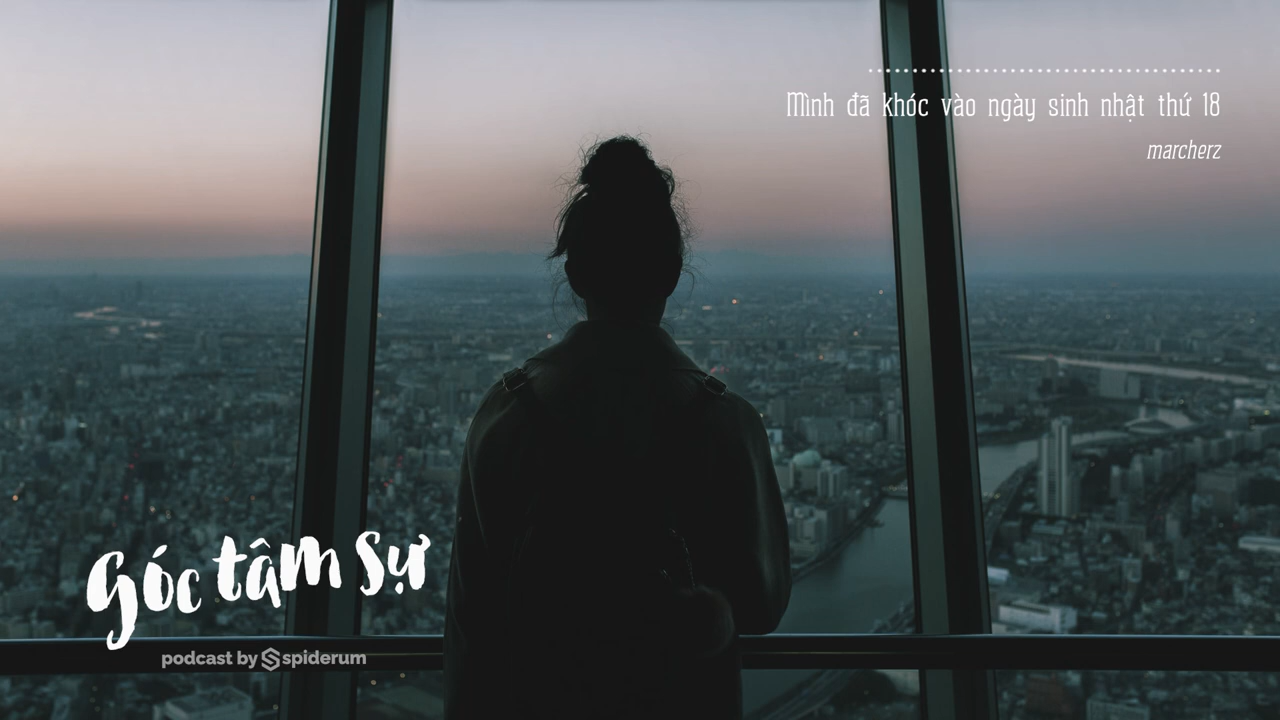 Mình đã khóc vào ngày sinh nhật thứ 18
marcherz
Góc tâm sự
podcast by spiderum